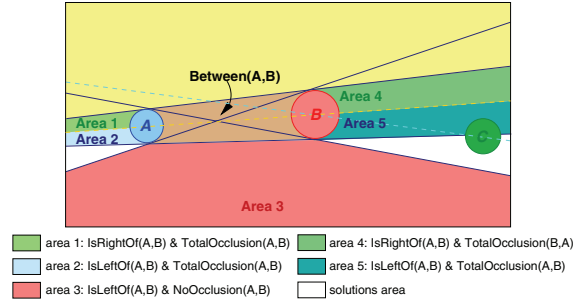 Between(A,B)
Area 4
B
Area 1
A
Area 5
C
Area 2
Area 3
area 1: IsRightOf(A,B) & TotalOcclusion(A,B)
area 4: IsRightOf(A,B) & TotalOcclusion(B,A)
area 2: IsLeftOf(A,B) & TotalOcclusion(A,B)
area 5: IsLeftOf(A,B) & TotalOcclusion(A,B)
area 3: IsLeftOf(A,B) & NoOcclusion(A,B)
solutions area